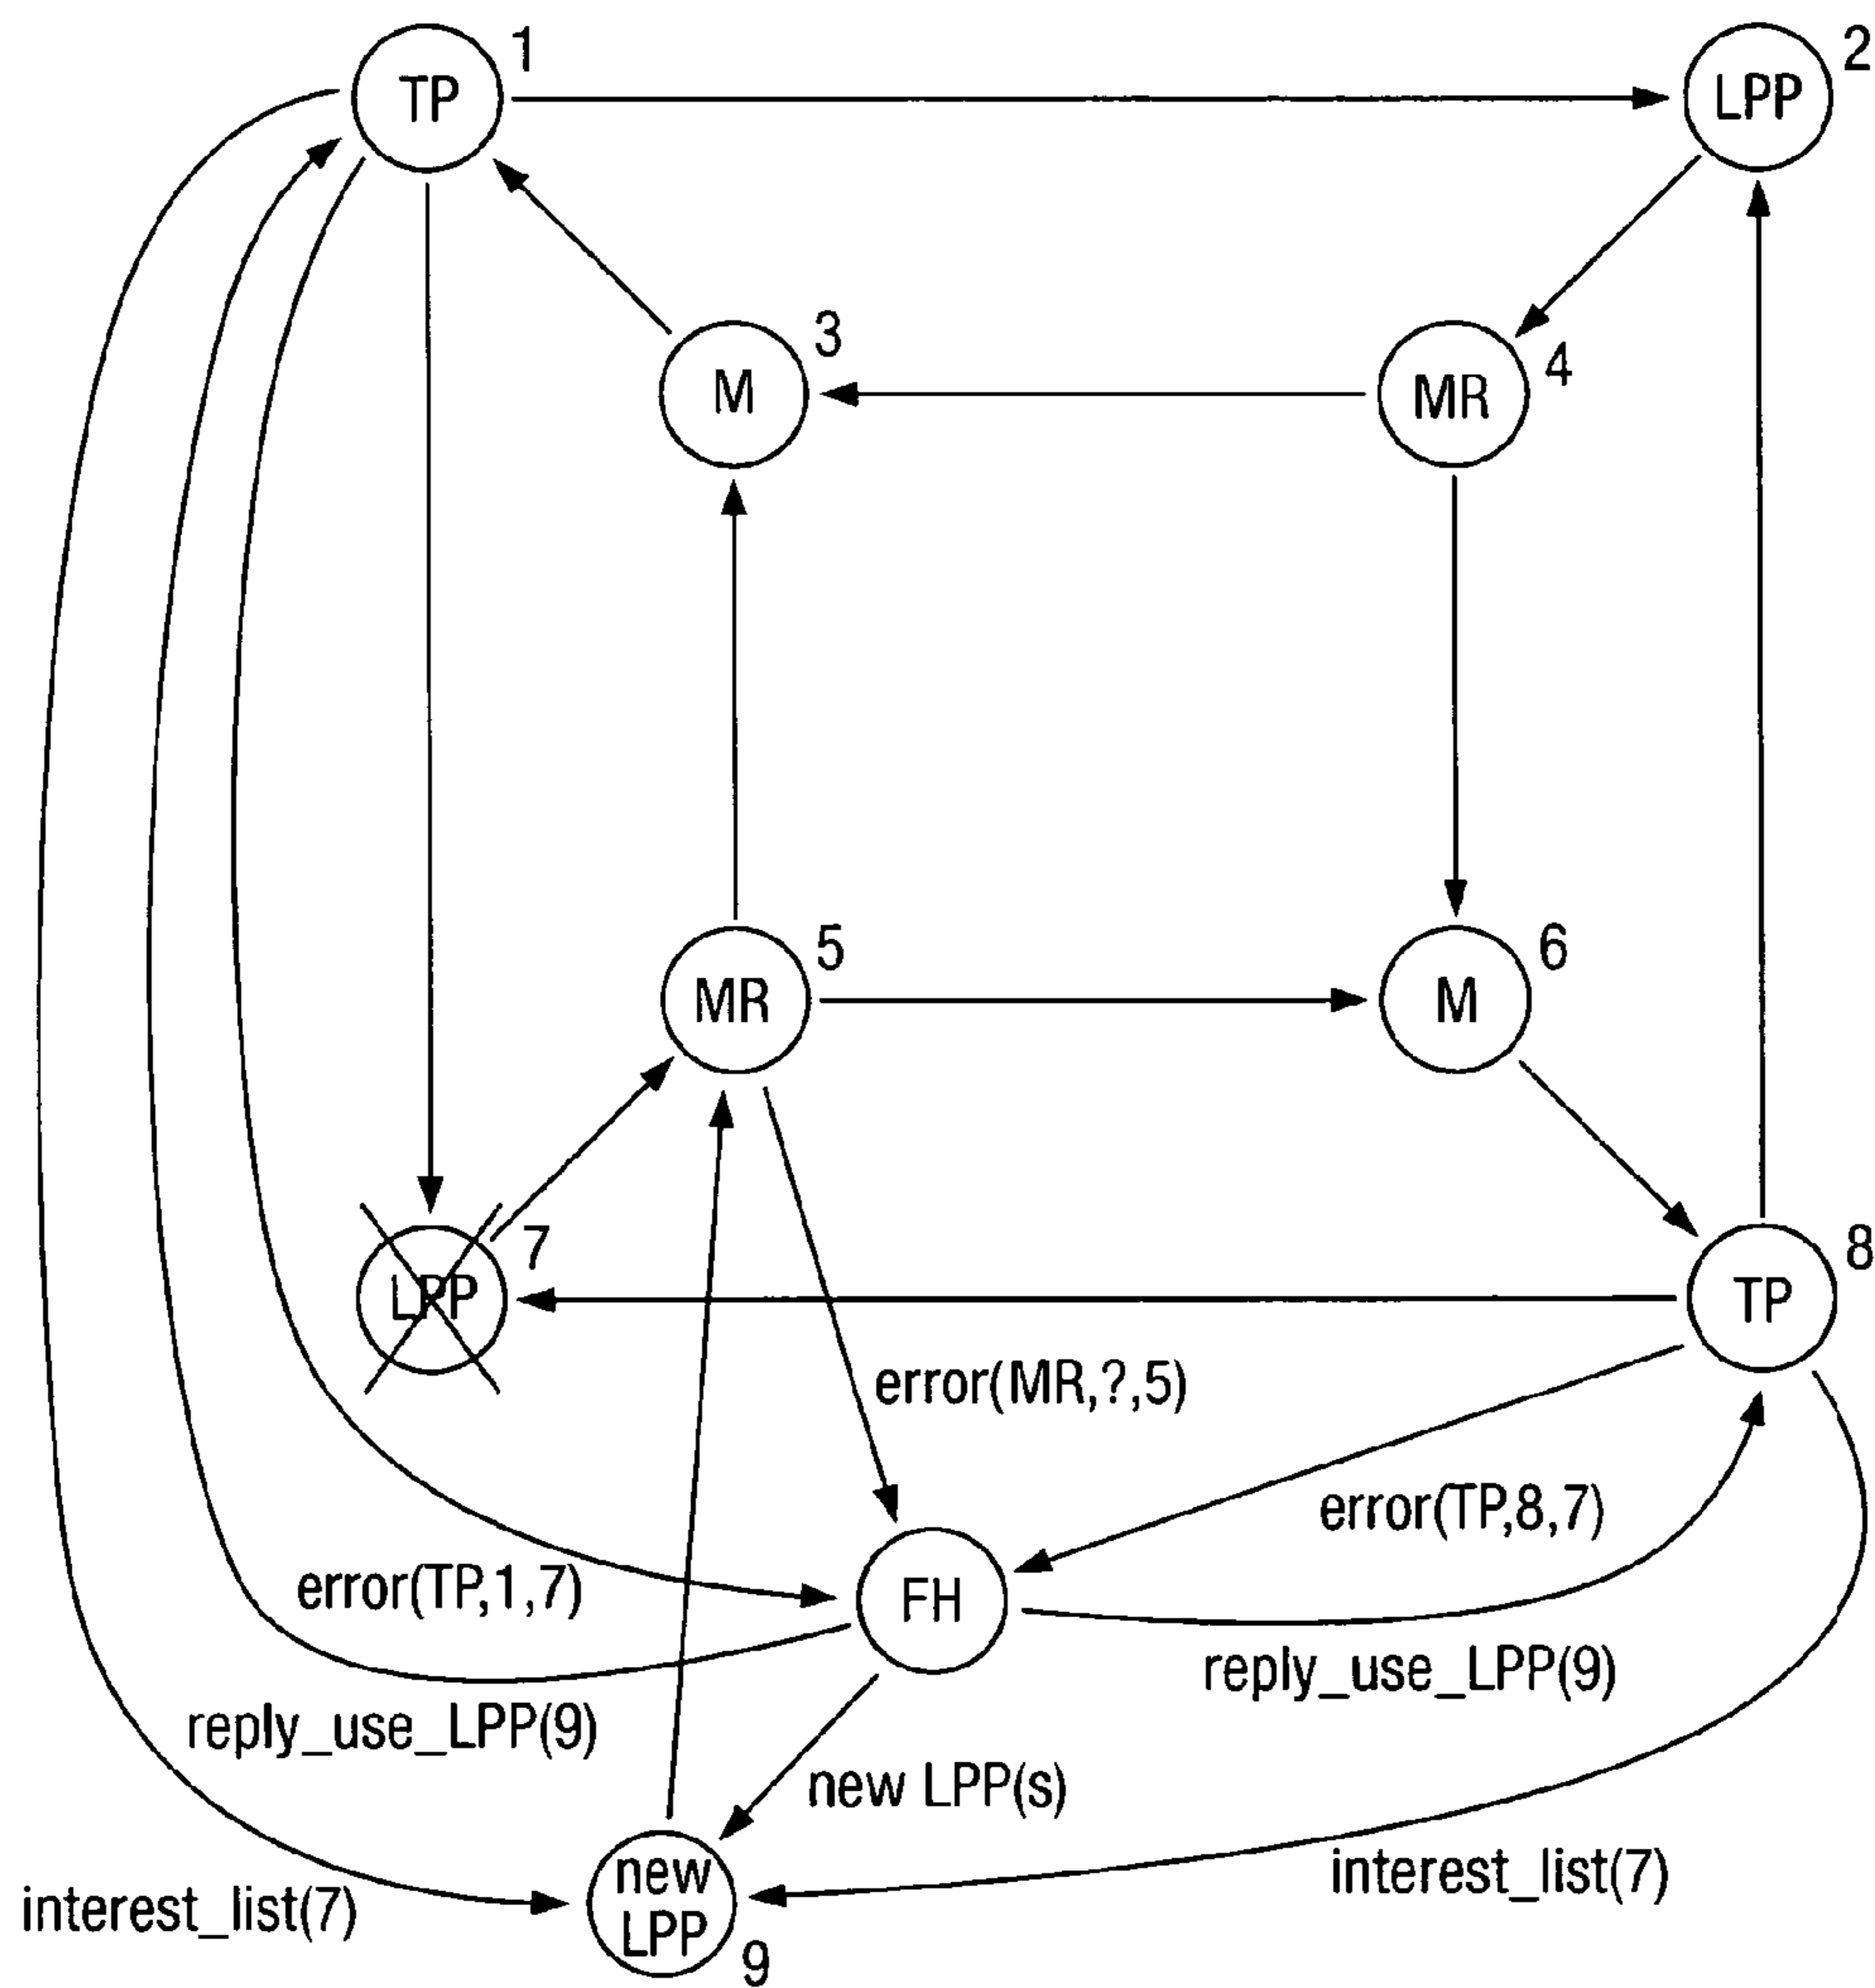 TP
1
LPP
2
M
3
MR
4
MR
5
M
6
LPP
7
TP
8
error(MR,?,5)
error(TP,8,7)
error(TP,1,7)
FH
reply_use_LPP(9)
reply_use_LPP(9)
new LPP(s)
interest_list(7)
interest_list(7)
new
LPP
9